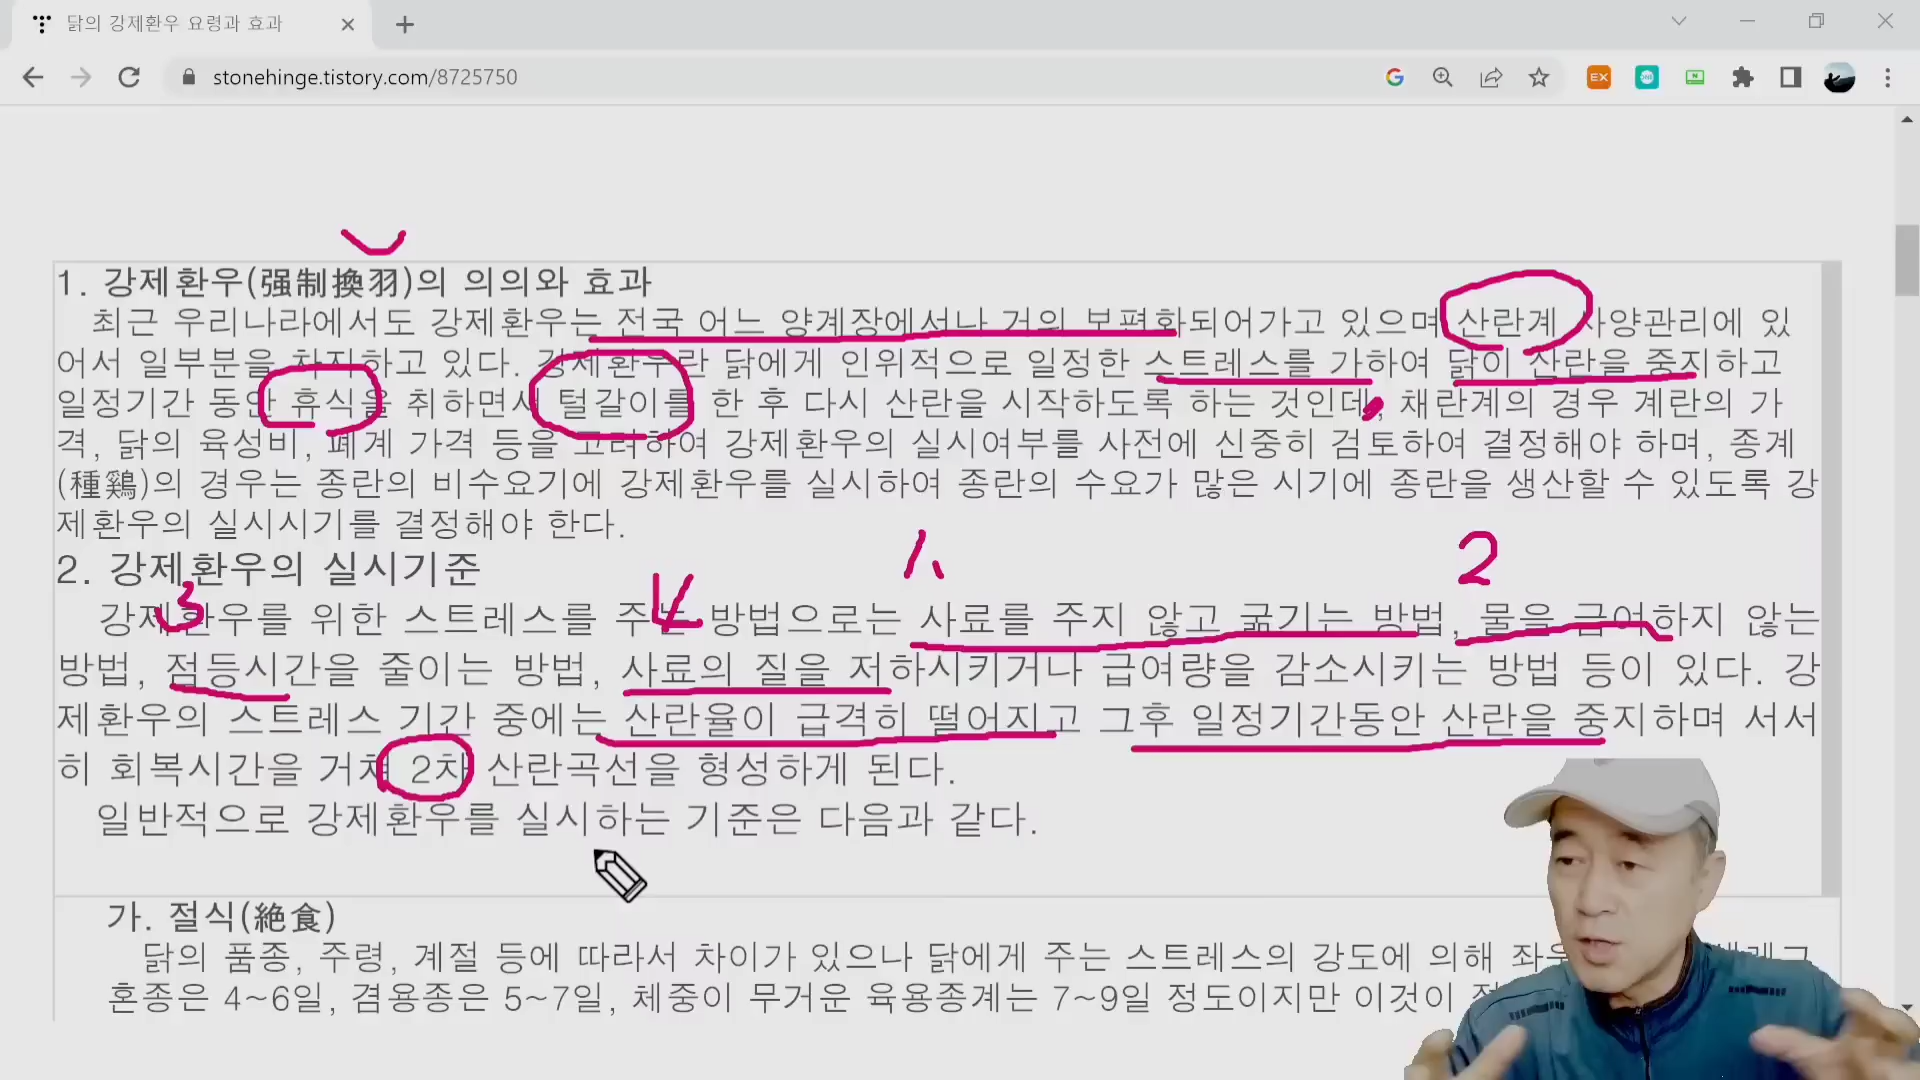 닭의 강제환우 요령과 효과
stonehinge.tistory.com/8725750
EX
1. 강제환우(强制換羽)의 의의와 효과
최근 우리나라에서도 강제환우는 전국 어느 양계장에서나 거의 보편화되어가고 있으며 산란계 사양관리에 있
어서 일부분을 차지하고 있다. 강제환우란 닭에게 인위적으로 일정한 스트레스를 가하여 닭이 산란을 중지하고
일정기간 동안 휴식을 취하면서 털갈이를 한 후 다시 산란을 시작하도록 하는 것인데, 채란계의 경우 계란의 가
격, 닭의 육성비, 폐계 가격 등을 고려하여 강제환우의 실시여부를 사전에 신중히 검토하여 결정해야 하며, 종계
(種鷄)의 경우는 종란의 비수요기에 강제환우를 실시하여 종란의 수요가 많은 시기에 종란을 생산할 수 있도록 강
제환우의 실시시기를 결정해야 한다.
1. 2
2. 강제환우의 실시기준
3 4
강제환우를 위한 스트레스를 주는 방법으로는 사료를 주지 않고 굶기는 방법, 물을 급여하지 않는
방법, 점등시간을 줄이는 방법, 사료의 질을 저하시키거나 급여량을 감소시키는 방법 등이 있다. 강
제환우의 스트레스 기간 중에는 산란율이 급격히 떨어지고 그후 일정기간동안 산란을 중지하며 서서
히 회복시간을 거쳐 2차 산란곡선을 형성하게 된다.
일반적으로 강제환우를 실시하는 기준은 다음과 같다.
가. 절식(絶食)
닭의 품종, 주령, 계절 등에 따라서 차이가 있으나 닭에게 주는 스트레스의 강도에 의해
혼종은 4~6일, 겸용종은 5~7일, 체중이 무거운 육용종계는 7~9일 정도이지만 이것이